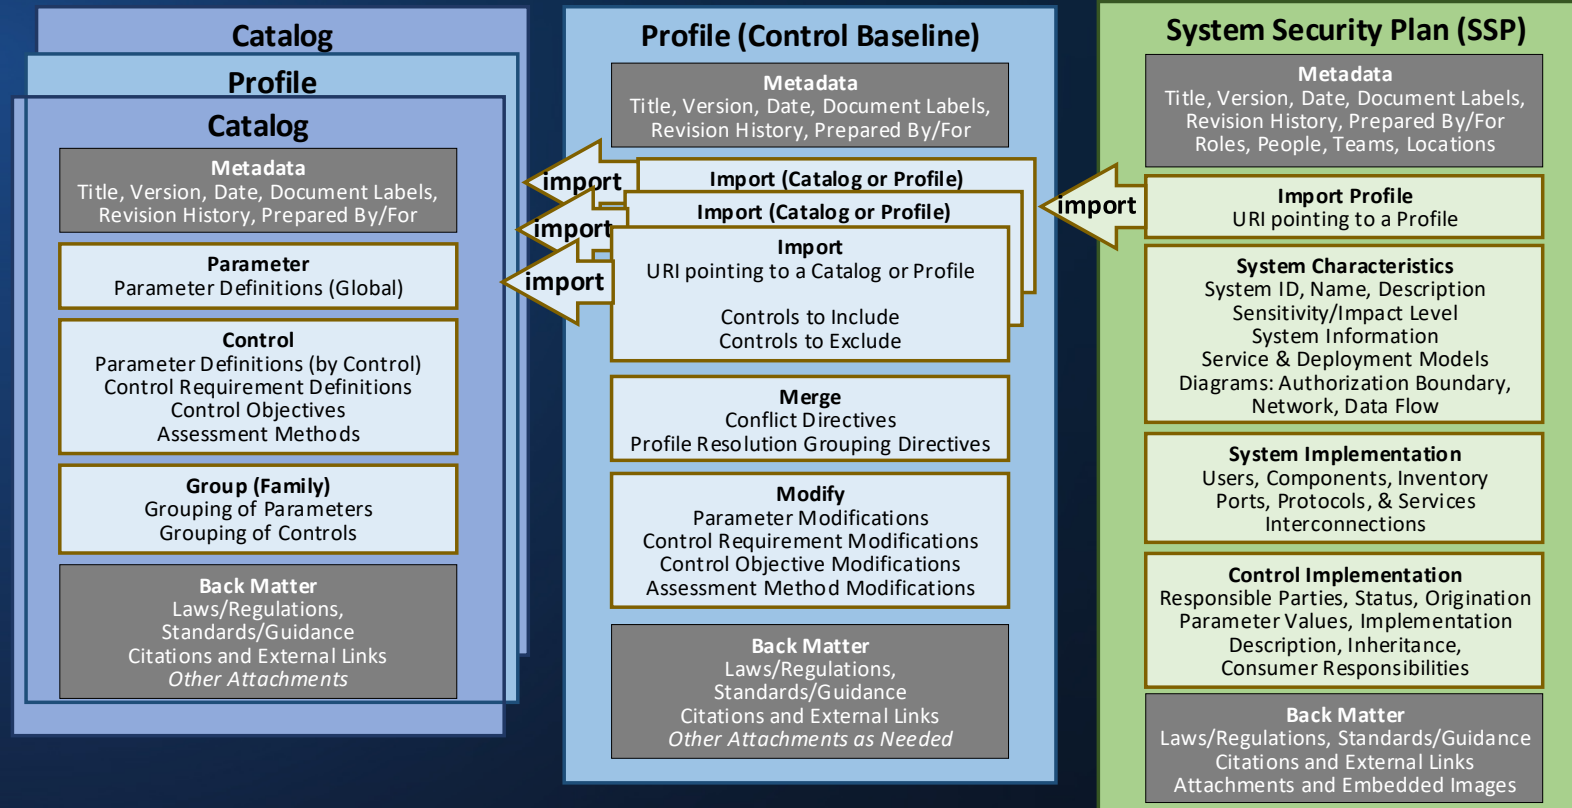 Catalog
Profile
Catalog
Metadata
Title, Version, Date, Document Labels,
Revision History, Prepared By/For
Parameter
Parameter Definitions (Global)
Control
Parameter Definitions (by Control)
Control Requirement Definitions
Control Objectives
Assessment Methods
Group (Family)
Grouping of Parameters
Grouping of Controls
Back Matter
Laws/Regulations,
Standards/Guidance
Citations and External Links
Other Attachments
Profile (Control Baseline)
Metadata
Title, Version, Date, Document Labels,
Revision History, Prepared By/For
import
Import (Catalog or Profile)
import
Import (Catalog or Profile)
import
Import
URI pointing to a Catalog or Profile
Controls to Include
Controls to Exclude
Merge
Conflict Directives
Profile Resolution Grouping Directives
Modify
Parameter Modifications
Control Requirement Modifications
Control Objective Modifications
Assessment Method Modifications
Back Matter
Laws/Regulations,
Standards/Guidance
Citations and External Links
Other Attachments as Needed
System Security Plan (SSP)
Metadata
Title, Version, Date, Document Labels,
Revision History, Prepared By/For
Roles, People, Teams, Locations
import
Import Profile
URI pointing to a Profile
System Characteristics
System ID, Name, Description
Sensitivity/Impact Level
System Information
Service & Deployment Models
Diagrams: Authorization Boundary,
Network, Data Flow
System Implementation
Users, Components, Inventory
Ports, Protocols, & Services
Interconnections
Control Implementation
Responsible Parties, Status, Origination
Parameter Values, Implementation
Description, Inheritance,
Consumer Responsibilities
Back Matter
Laws/Regulations, Standards/Guidance
Citations and External Links
Attachments and Embedded Images